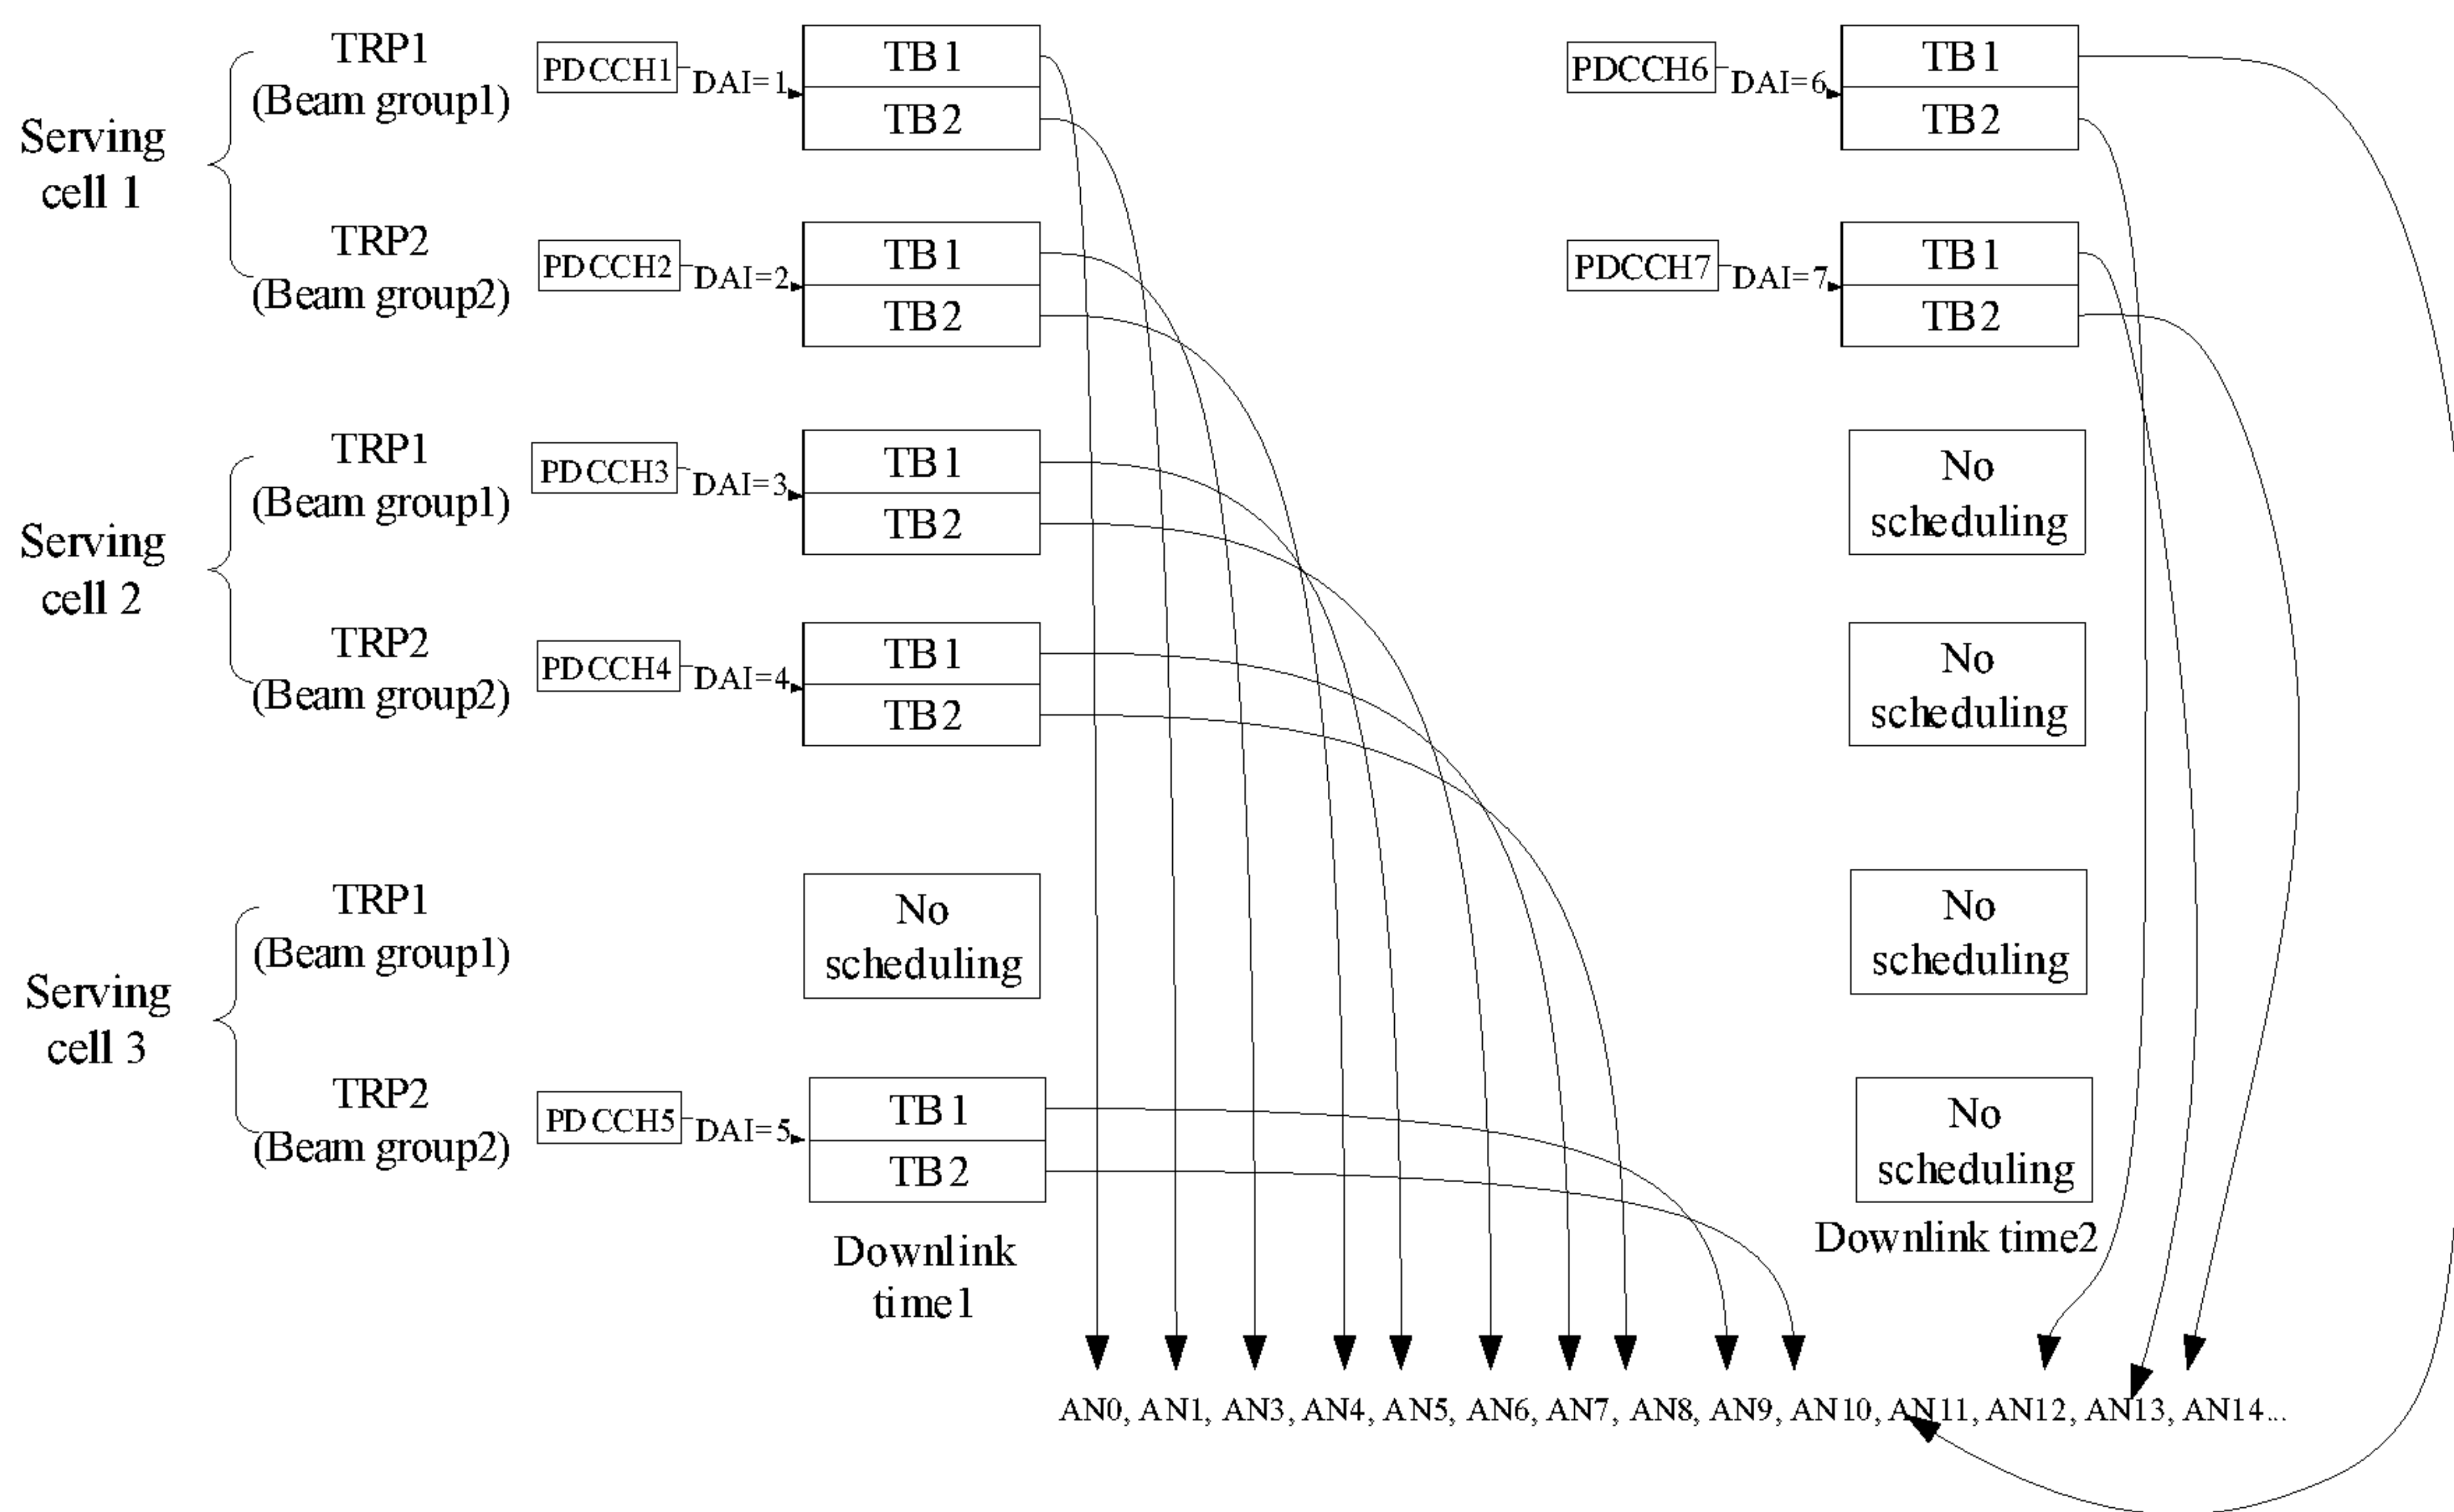 Serving
cell 1
TRP1
(Beam group1)
PDCCH1
DAI=1
TB1
TB2
PDCCH6
DAI=6
TB1
TB2
TRP2
(Beam group2)
PDCCH2
DAI=2
TB1
TB2
PDCCH7
DAI=7
TB1
TB2
Serving
cell 2
TRP1
(Beam group1)
PDCCH3
DAI=3
TB1
TB2
No
scheduling
TRP2
(Beam group2)
PDCCH4
DAI=4
TB1
TB2
No
scheduling
Serving
cell 3
TRP1
(Beam group1)
No
scheduling
No
scheduling
TRP2
(Beam group2)
PDCCH5
DAI=5
TB1
TB2
No
scheduling
Downlink
time1
Downlink time2
AN0, AN1, AN3, AN4, AN5, AN6, AN7, AN8, AN9, AN10, AN11, AN12, AN13, AN14...